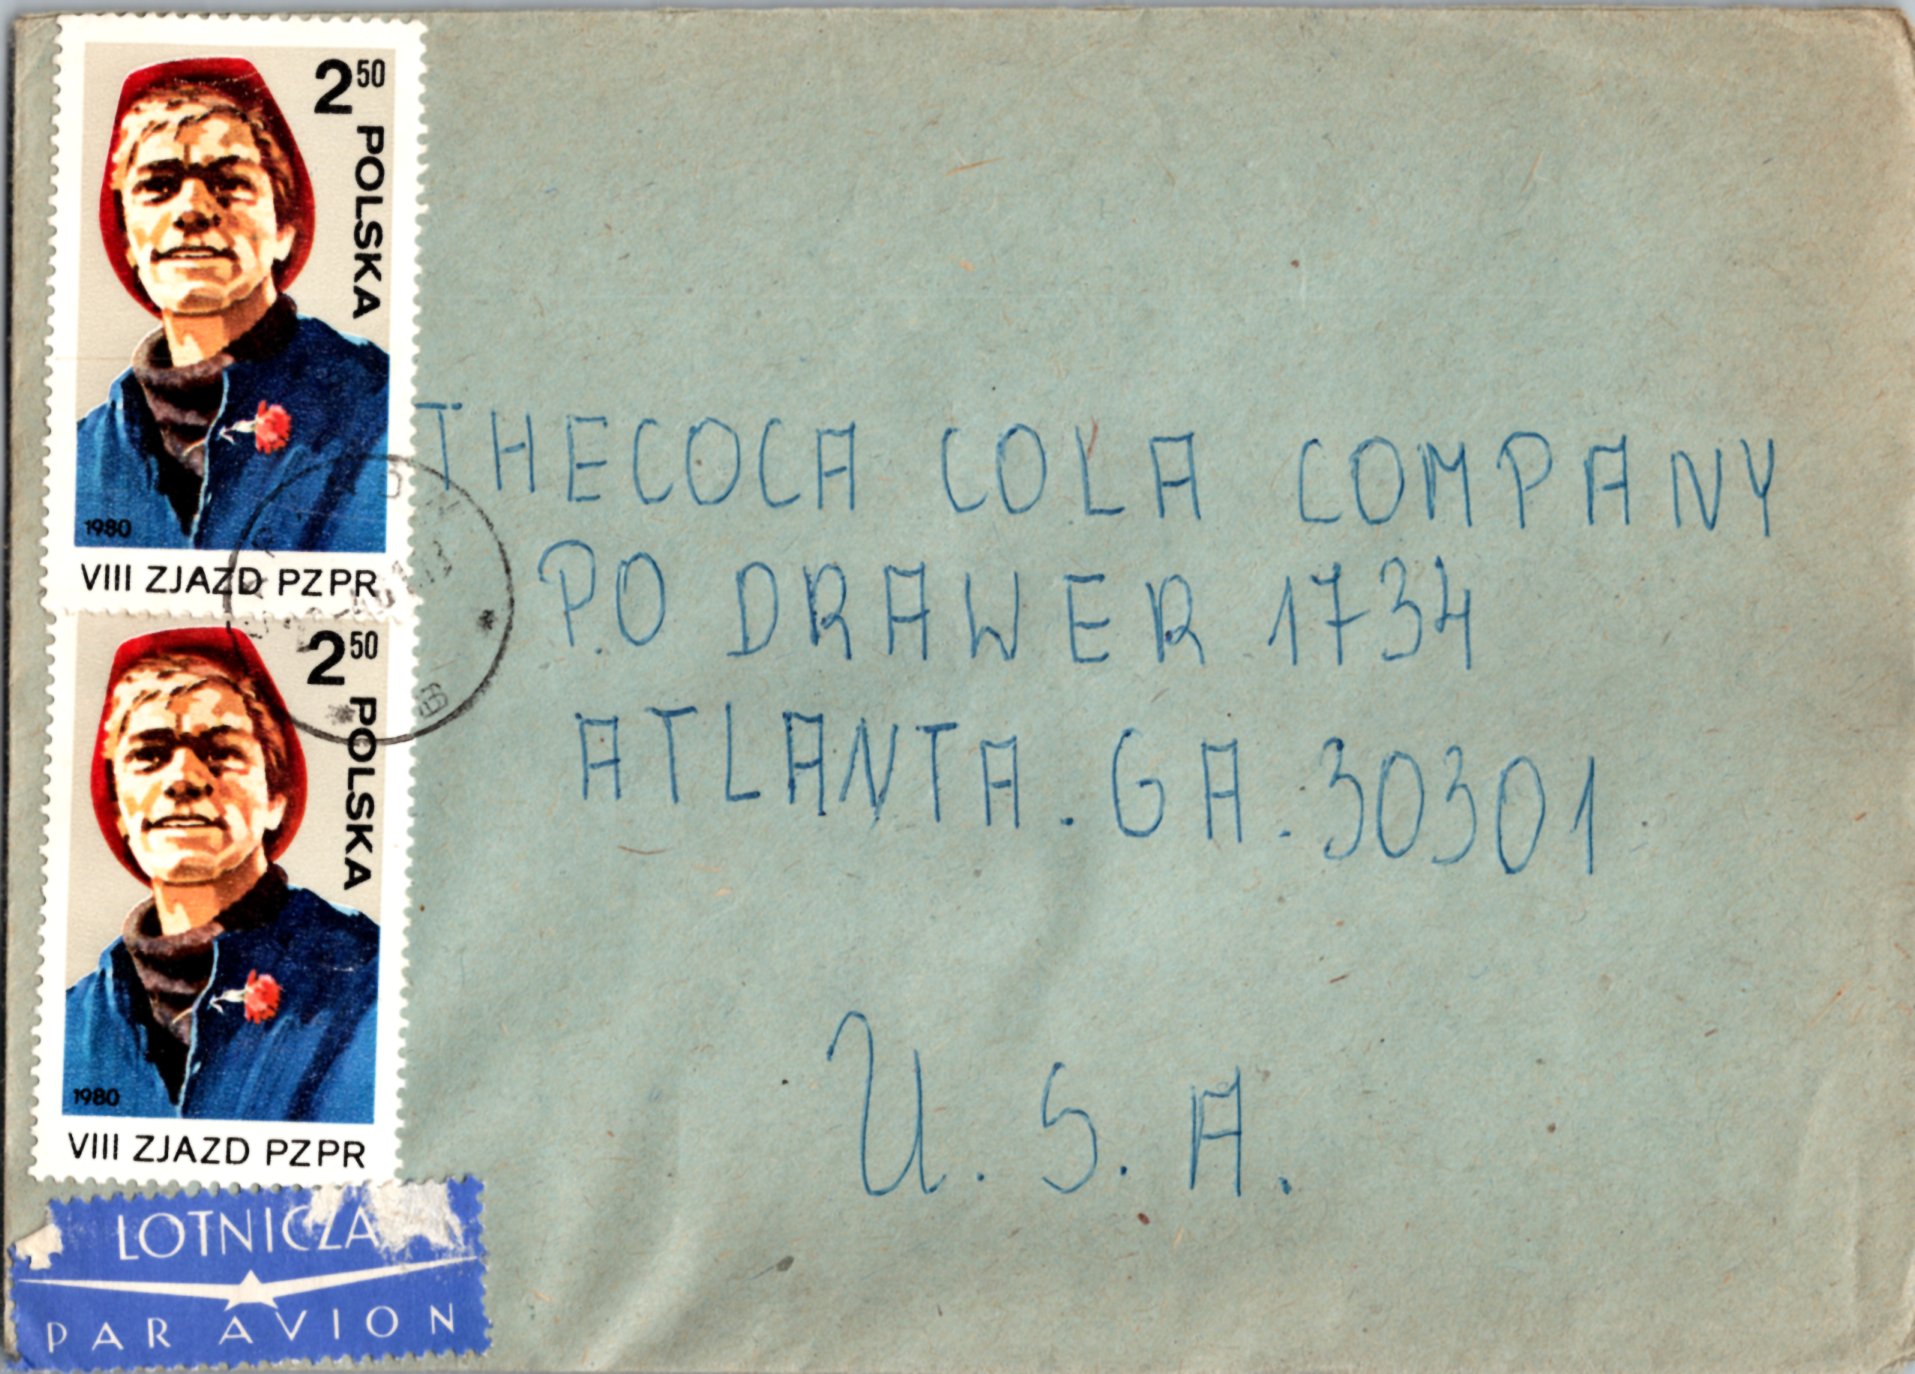 2 50
POLSKA
1980
VIII ZJAZD PZPR
2 50
POLSKA
1980
VIII ZJAZD PZPR
LOTNICZA
PAR AVION
THECOCA COLA COMPANY
P.O DRAWER 1734
ATLANTA. GA. 30301
U. S. A.